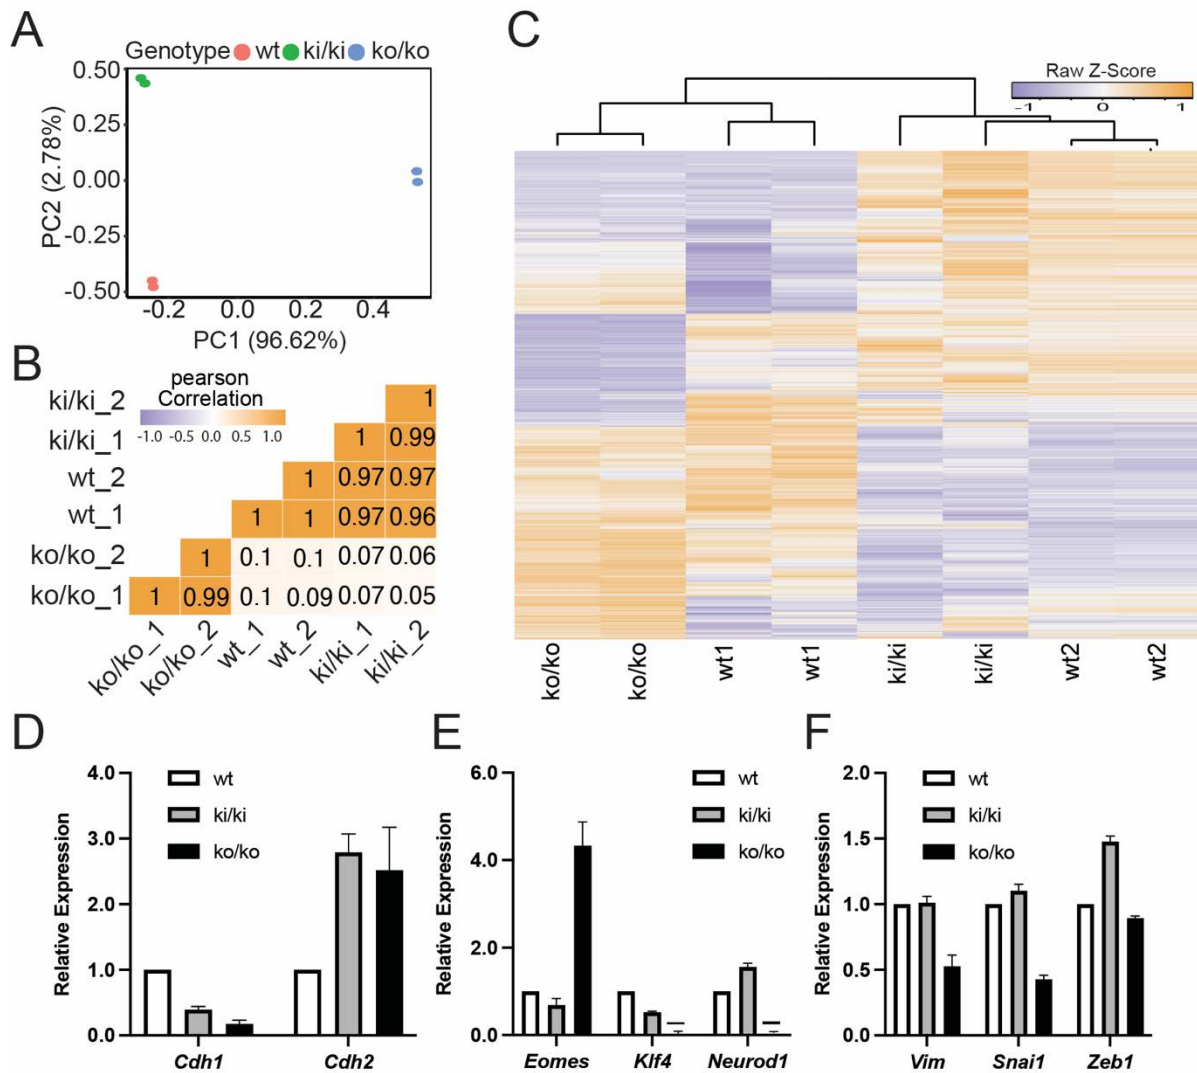 A
Genotype wt ki/ki ko/ko
PC2 (2.78%)
0.50
0.25
0.00
-0.25
-0.50
-0.2 0.0 0.2 0.4
PC1 (96.62%)
B
pearson
Correlation
-1.0 -0.5 0.0 0.5 1.0
ki/ki_2 1
ki/ki_1 1 0.99
wt_2 1 0.97 0.97
wt_1 1 1 0.97 0.96
ko/ko_2 1 0.1 0.1 0.07 0.06
ko/ko_1 1 0.99 0.1 0.09 0.07 0.05
ko/ko_1 ko/ko_2 wt_1 wt_2 ki/ki_1 ki/ki_2
C
Raw Z-Score
-1 0 1
ko/ko ko/ko wt1 wt1 ki/ki ki/ki wt2 wt2
D
Relative Expression
4.0
3.0
2.0
1.0
0.0
wt
ki/ki
ko/ko
Cdh1 Cdh2
E
Relative Expression
6.0
4.0
2.0
0.0
wt
ki/ki
ko/ko
Eomes Klf4 Neurod1
F
Relative Expression
2.0
1.5
1.0
0.5
0.0
wt
ki/ki
ko/ko
Vim Snai1 Zeb1